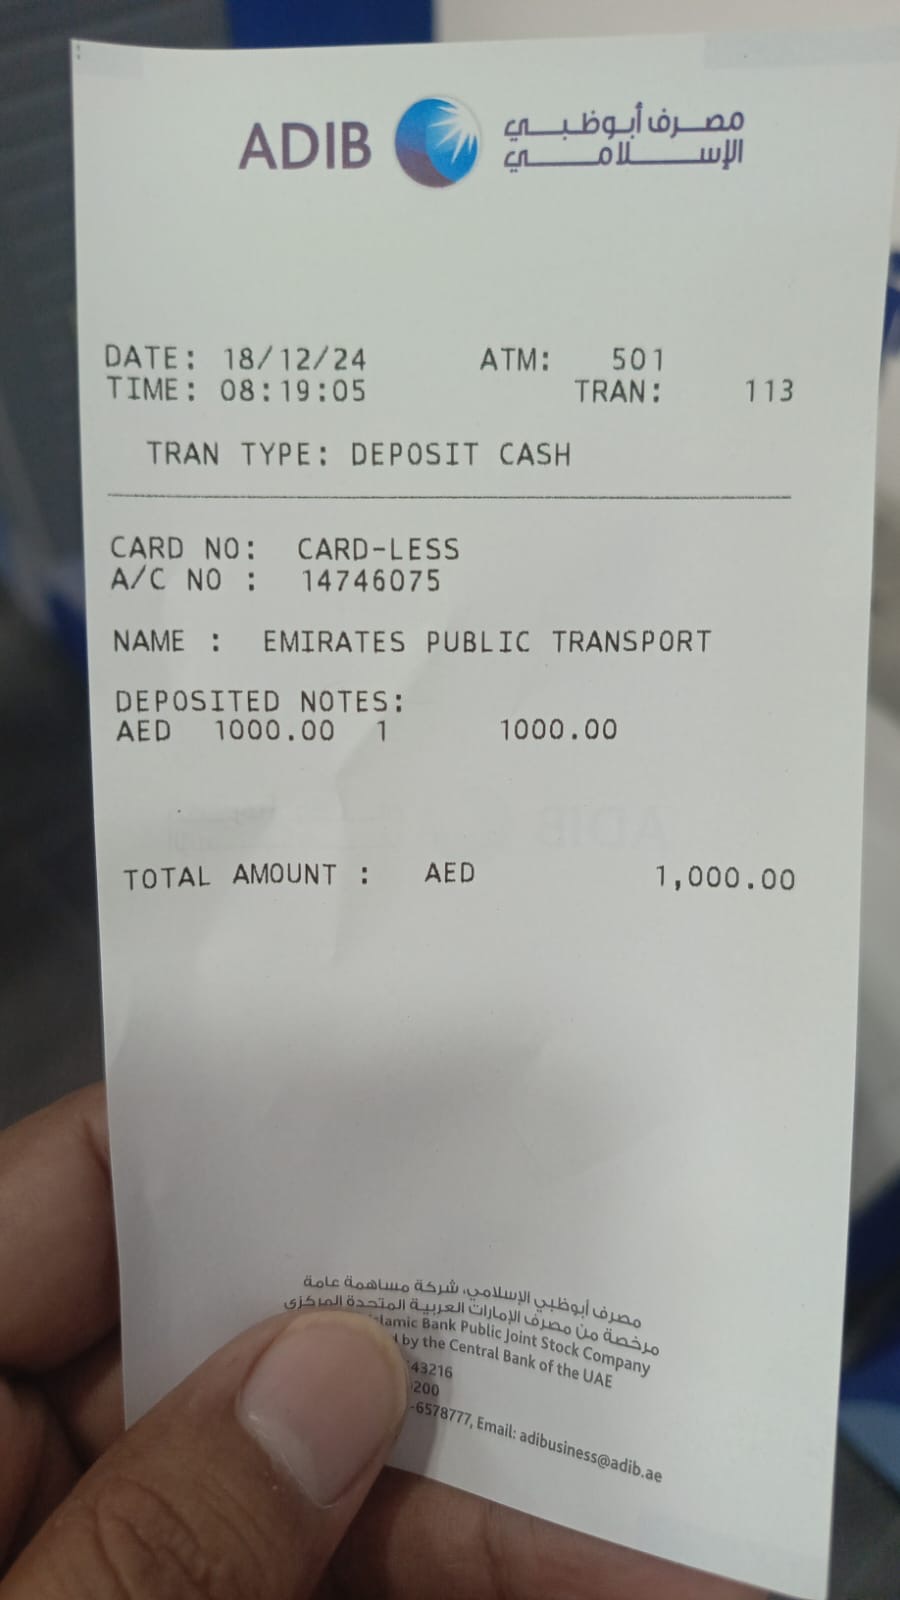 ADIB
مصرف أبوظبي
الإسلامي
DATE: 18/12/24 ATM: 501
TIME: 08:19:05 TRAN: 113
TRAN TYPE: DEPOSIT CASH
CARD NO: CARD-LESS
A/C NO : 14746075
NAME : EMIRATES PUBLIC TRANSPORT
DEPOSITED NOTES:
AED 1000.00 1 1000.00
TOTAL AMOUNT : AED 1,000.00
مصرف أبوظبي الإسلامي، شركة مساهمة عامة
مرخصة من مصرف الإمارات العربية المتحدة المركزي
Bank Public Joint Stock Company
by the Central Bank of the UAE
43216
200
-6578777, Email: adibusiness@adib.ae